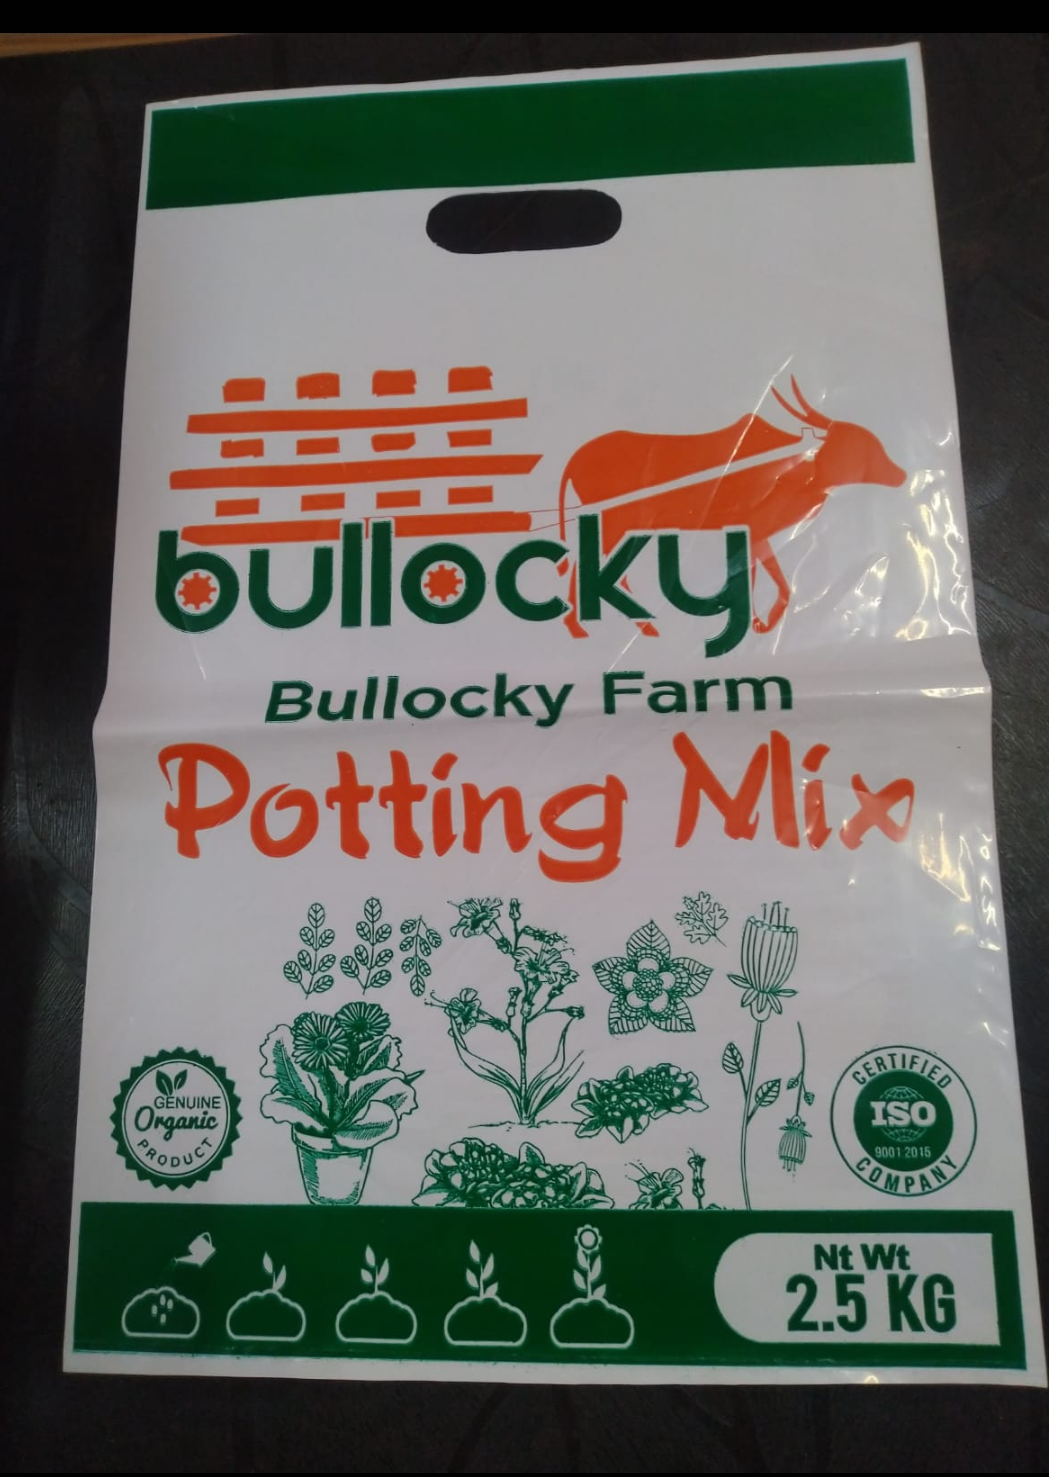 bullocky
Bullocky Farm
Potting Mix
GENUINE
Organic
PRODUCT
CERTIFIED
ISO
9001 2015
COMPANY
Nt Wt
2.5 KG